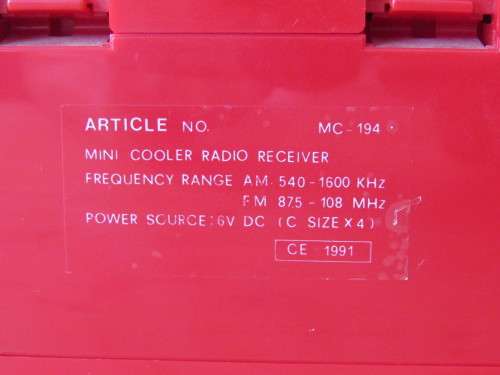 ARTICLE NO. MC-194
MINI COOLER RADIO RECEIVER
FREQUENCY RANGE AM 540-1600 KHz
FM 875-108 MHz
POWER SOURCE: 6V DC (C SIZE x 4)
CE 1991